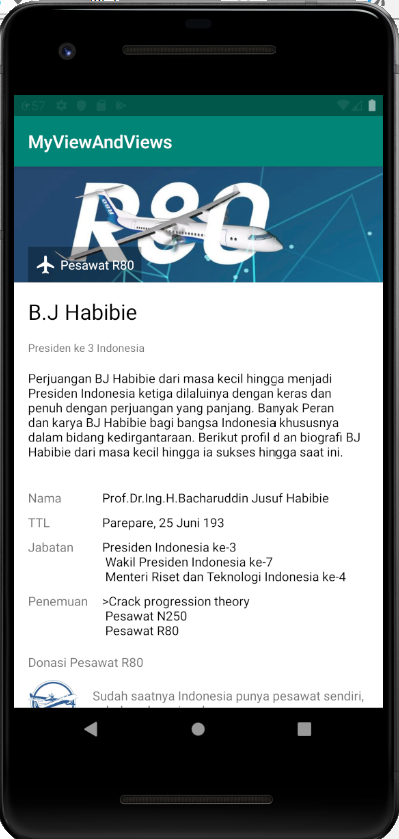 :57
MyViewAndViews
R80
Pesawat R80
B.J Habibie
Presiden ke 3 Indonesia
Perjuangan BJ Habibie dari masa kecil hingga menjadi
Presiden Indonesia ketiga dilaluinya dengan keras dan
penuh dengan perjuangan yang panjang. Banyak Peran
dan karya BJ Habibie bagi bangsa Indonesia khususnya
dalam bidang kedirgantaraan. Berikut profil d an biografi BJ
Habibie dari masa kecil hingga ia sukses hingga saat ini.
Nama Prof.Dr.Ing.H.Bacharuddin Jusuf Habibie
TTL Parepare, 25 Juni 193
Jabatan Presiden Indonesia ke-3
Wakil Presiden Indonesia ke-7
Menteri Riset dan Teknologi Indonesia ke-4
Penemuan >Crack progression theory
Pesawat N250
Pesawat R80
Donasi Pesawat R80
Sudah saatnya Indonesia punya pesawat sendiri,